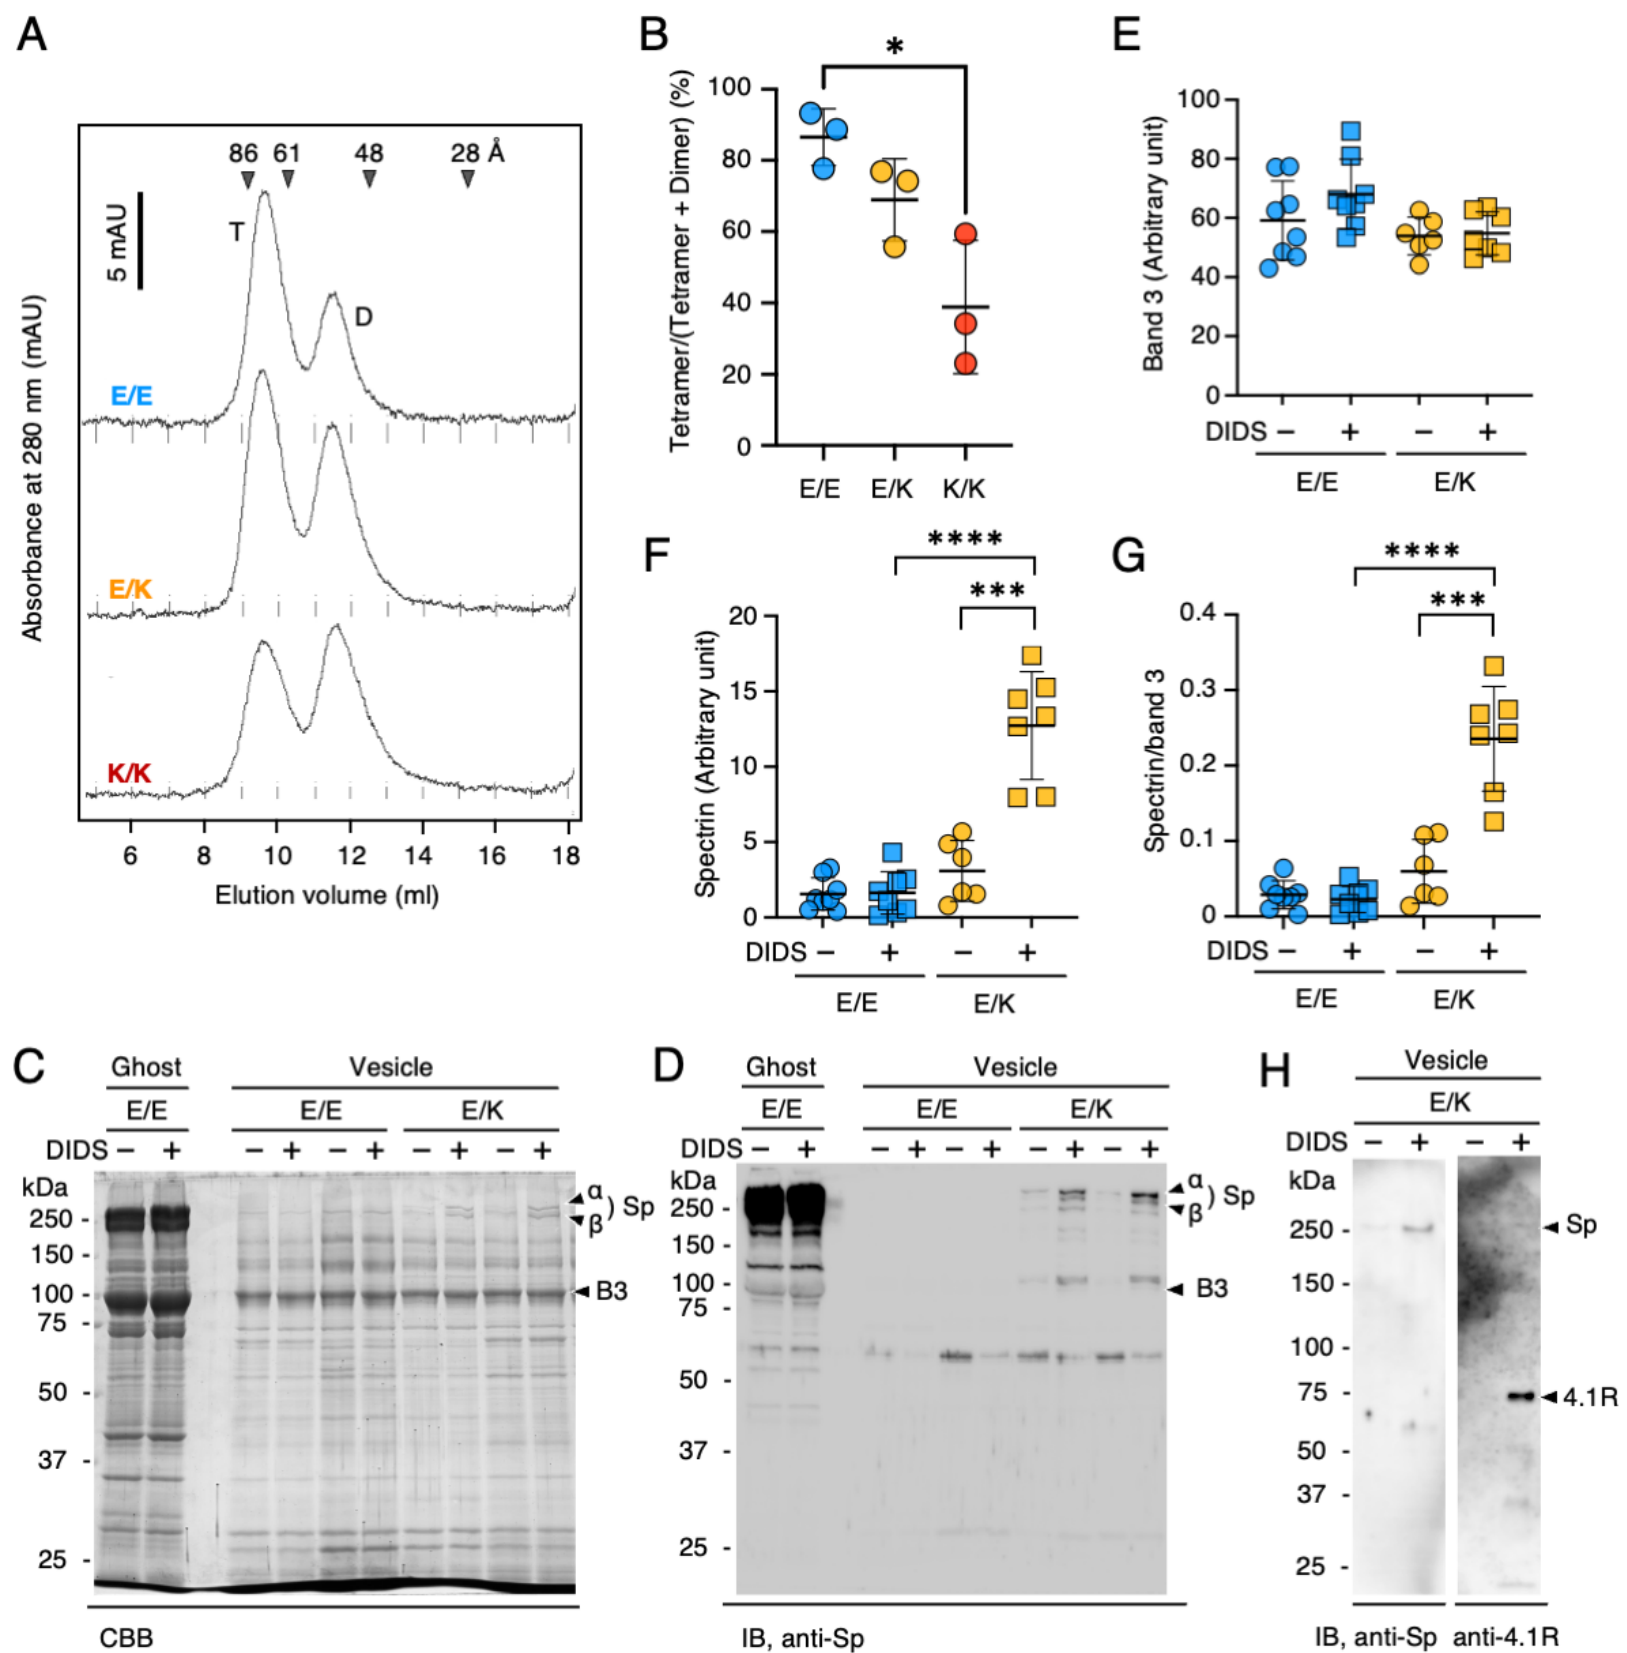 A
86 61 48 28 Å
5 mAU
T
D
E/E
E/K
K/K
Absorbance at 280 nm (mAU)
6 8 10 12 14 16 18
Elution volume (ml)
B
*
Tetramer/(Tetramer + Dimer) (%)
100
80
60
40
20
0
E/E E/K K/K
E
Band 3 (Arbitrary unit)
100
80
60
40
20
0
DIDS − + − +
E/E E/K
F
****
***
Spectrin (Arbitrary unit)
20
15
10
5
0
DIDS − + − +
E/E E/K
G
****
***
Spectrin/band 3
0.4
0.3
0.2
0.1
0
DIDS − + − +
E/E E/K
C
Ghost Vesicle
E/E E/E E/K
DIDS − + − + − + − + − +
kDa
250 -
150 -
100 -
75 -
50 -
37 -
25 -
α
β
) Sp
B3
CBB
D
Ghost Vesicle
E/E E/E E/K
DIDS − + − + − + − + − +
kDa
250 -
150 -
100 -
75 -
50 -
37 -
25 -
α
β
) Sp
B3
IB, anti-Sp
H
Vesicle
E/K
DIDS − + − +
kDa
250 -
150 -
100 -
75 -
50 -
37 -
25 -
Sp
4.1R
IB, anti-Sp anti-4.1R